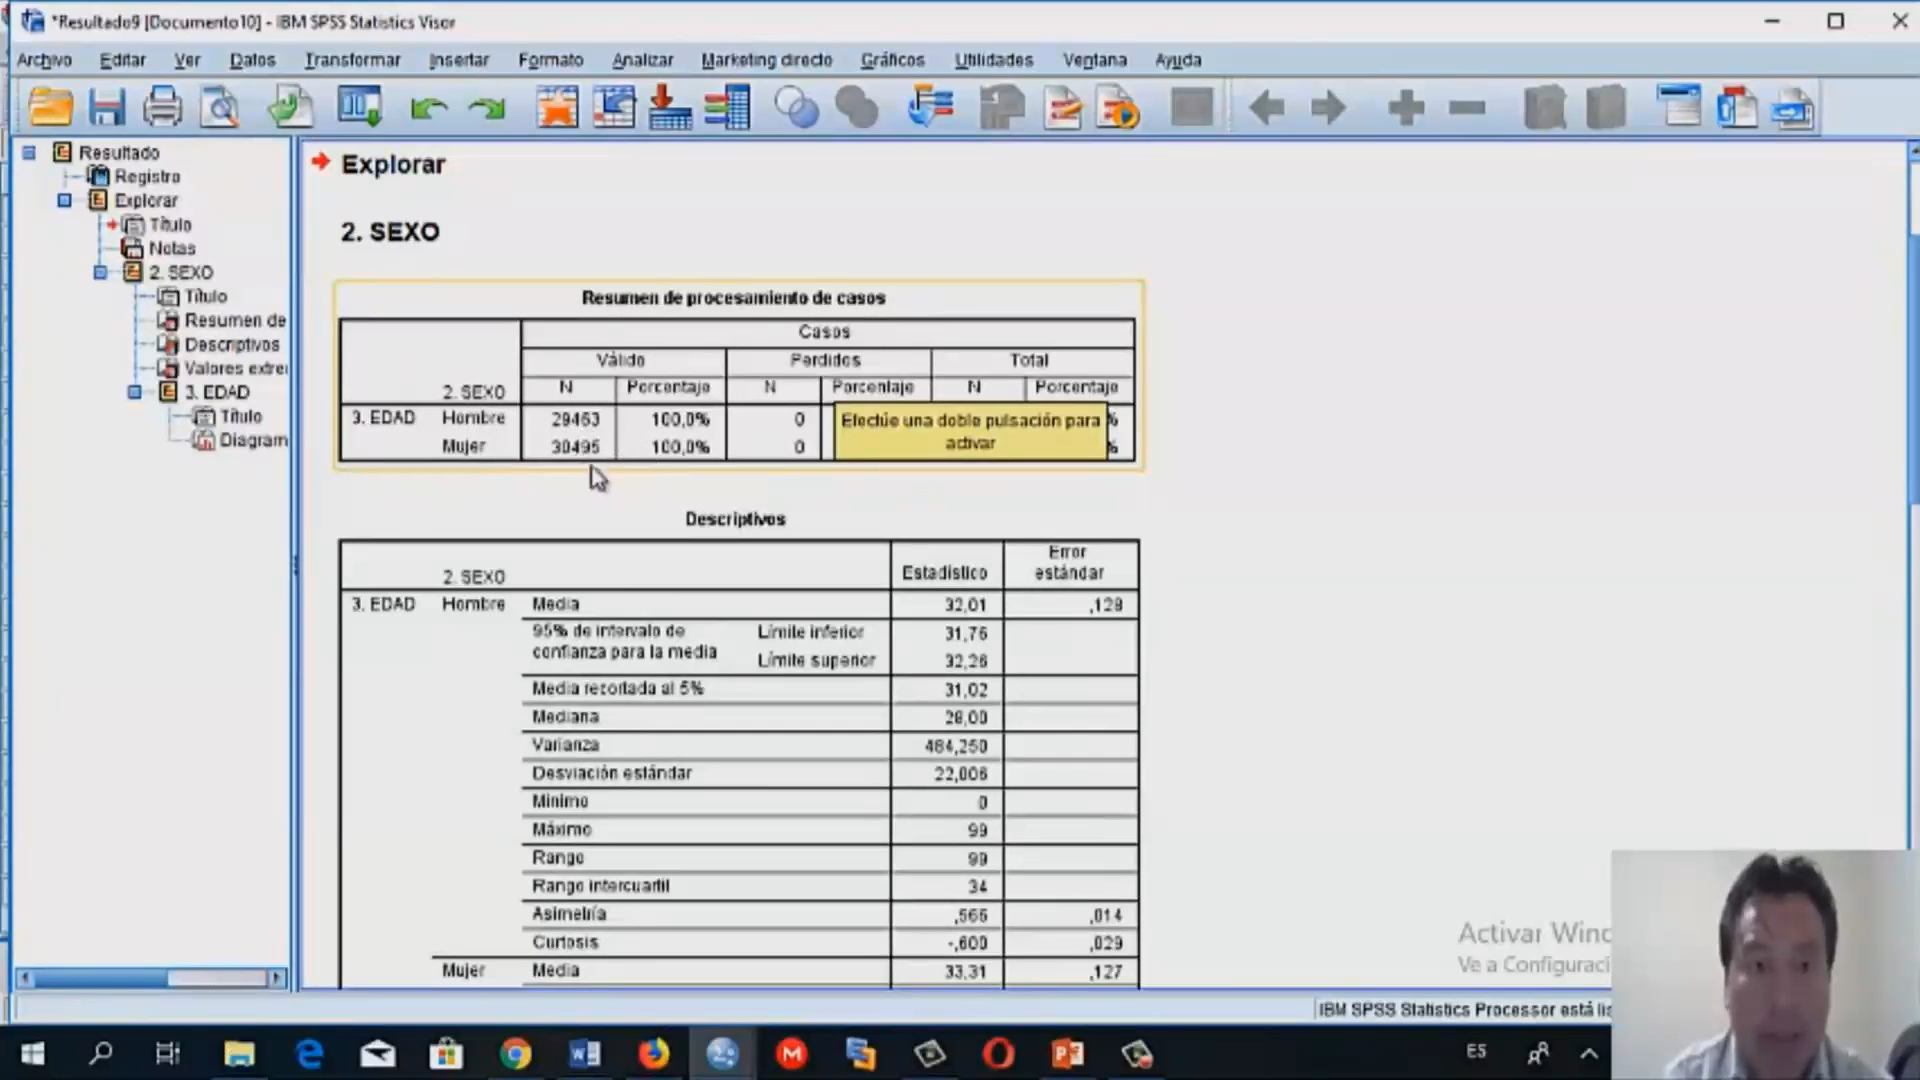 *Resultado9 [Documento10] - IBM SPSS Statistics Visor
Archivo Editar Ver Datos Transformar Insertar Formato Analizar Marketing directo Gráficos Utilidades Ventana Ayuda
Resultado
Registro
Explorar
Título
Notas
2. SEXO
Título
Resumen de
Descriptivos
Valores extre
3. EDAD
Título
Diagram
Explorar
2. SEXO
Resumen de procesamiento de casos
Casos
Válido Perdidos Total
2. SEXO N Porcentaje N Porcentaje N Porcentaje
3. EDAD Hombre 29463 100,0% 0 %
Mujer 30495 100,0% 0 %
Efectúe una doble pulsación para
activar
Descriptivos
2. SEXO Estadístico Error estándar
3. EDAD Hombre Media 32,01 ,128
95% de intervalo de confianza para la media Límite inferior 31,76
Límite superior 32,26
Media recortada al 5% 31,02
Mediana 28,00
Varianza 484,250
Desviación estándar 22,006
Mínimo 0
Máximo 99
Rango 99
Rango intercuartil 34
Asimetría ,566 ,014
Curtosis -,600 ,029
Mujer Media 33,31 ,127
Activar Wind
Ve a Configuraci
IBM SPSS Statistics Processor está lis
ES